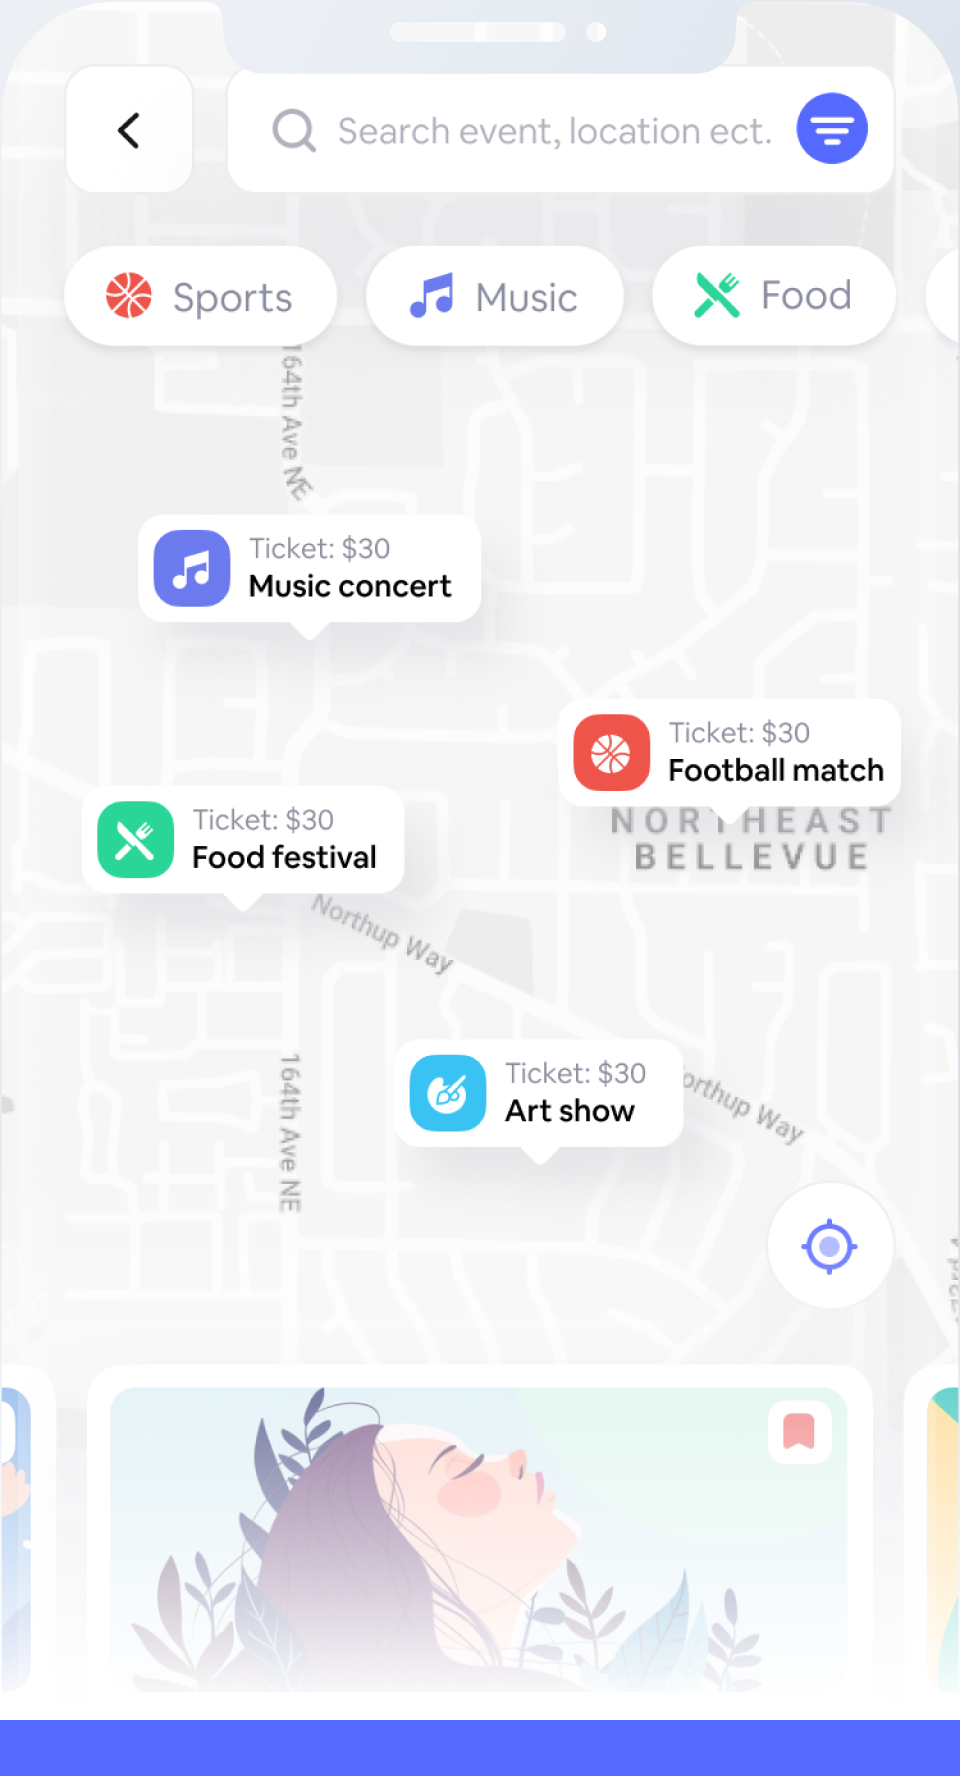 Search event, location ect.
Sports
Music
Food
164th Ave NE
Ticket: $30
Music concert
Ticket: $30
Football match
NORTHEAST
BELLEVUE
Ticket: $30
Food festival
Northup Way
Ticket: $30
Art show
orthup Way
164th Ave NE